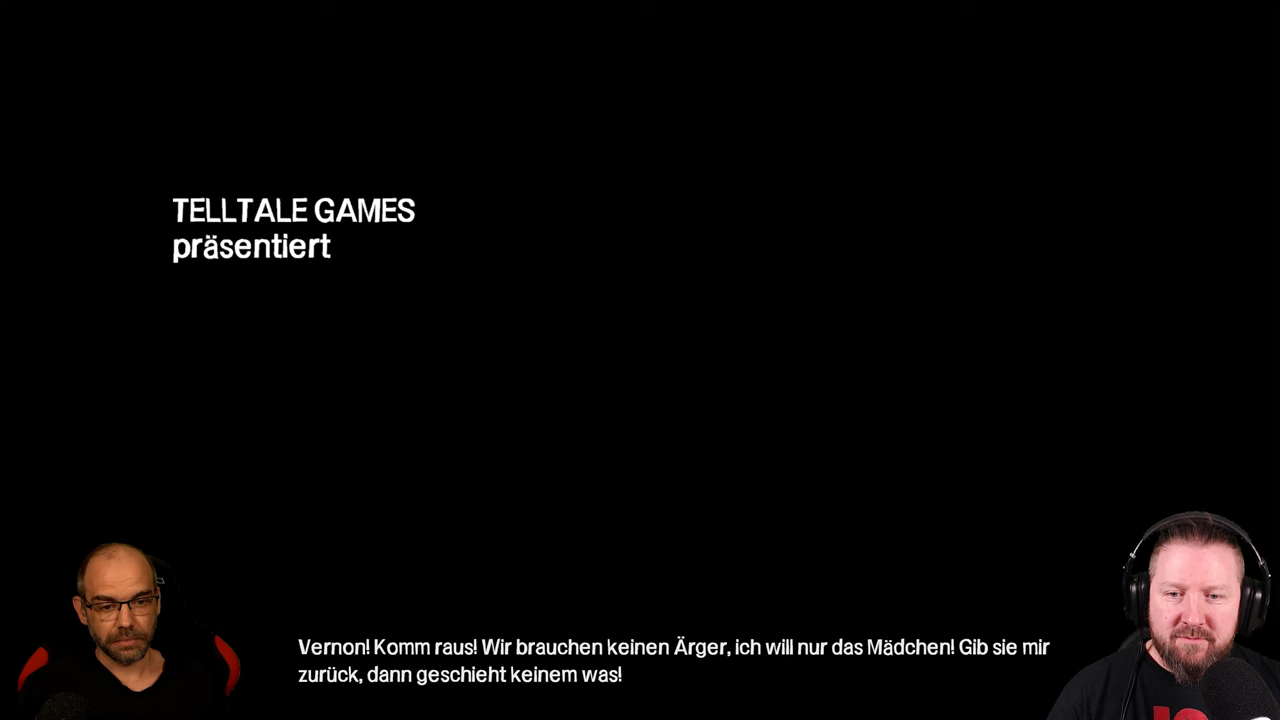 TELLTALE GAMES
präsentiert
Vernon! Komm raus! Wir brauchen keinen Ärger, ich will nur das Mädchen! Gib sie mir
zurück, dann geschieht keinem was!